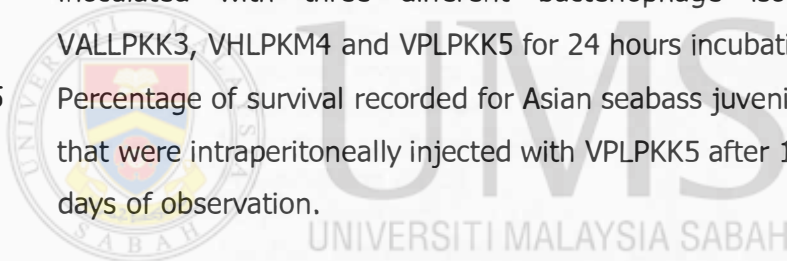 VALLPKK3, VHLPKM4 and VPLPKK5 for 24 hours incubati
Percentage of survival recorded for Asian seabass juveni
that were intraperitoneally injected with VPLPKK5 after 1
days of observation.
UNIVERSITI MALAYSIA SABAH
UMS